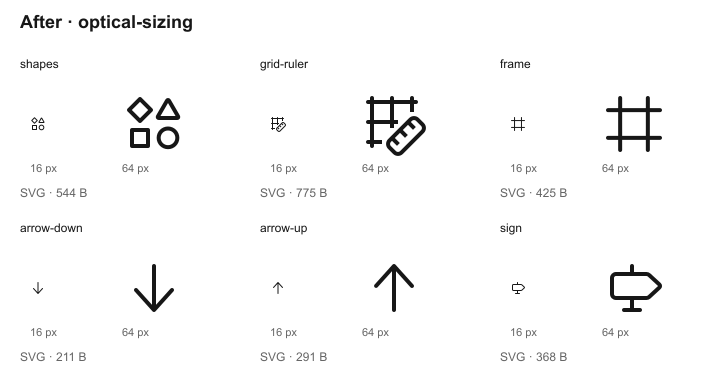 After · optical-sizing
shapes
grid-ruler
frame
16 px
64 px
16 px
64 px
16 px
64 px
SVG · 544 B
SVG · 775 B
SVG · 425 B
arrow-down
arrow-up
sign
16 px
64 px
16 px
64 px
16 px
64 px
SVG · 211 B
SVG · 291 B
SVG · 368 B